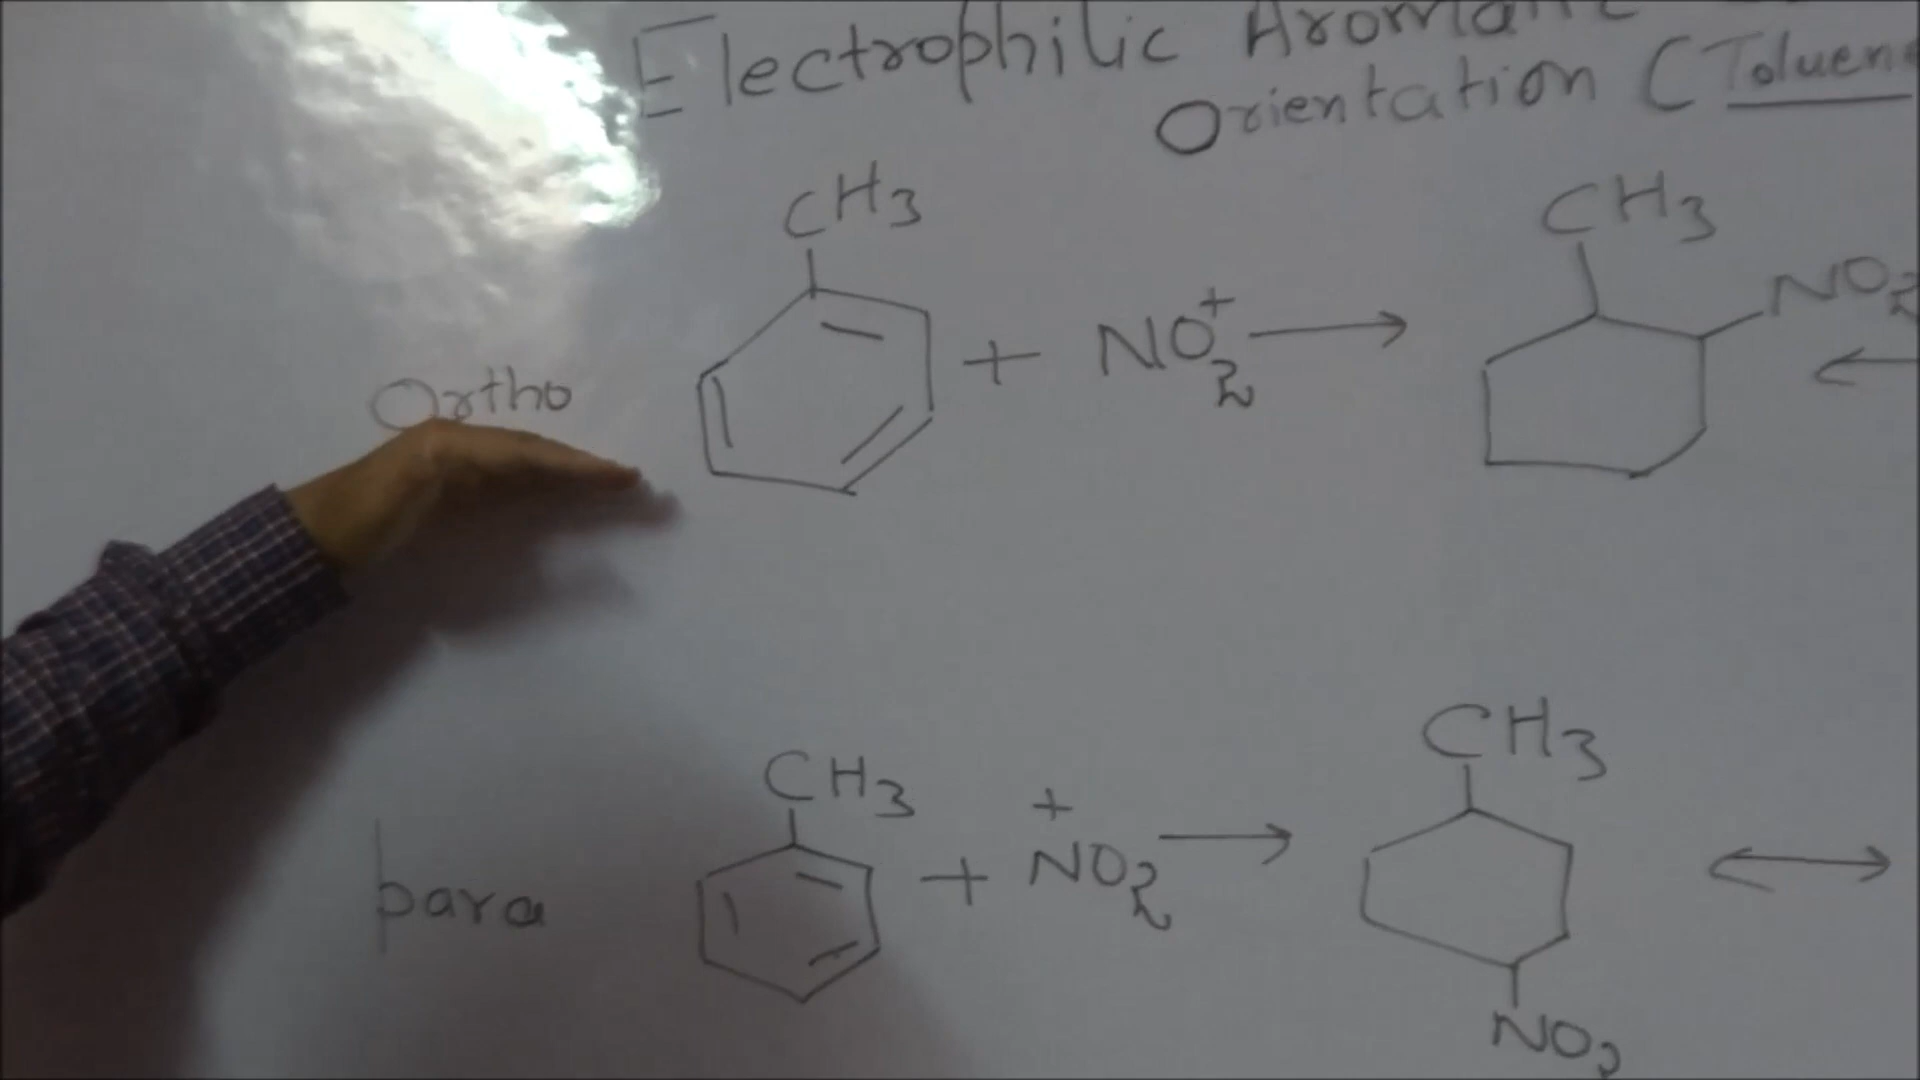 Electrophilic Aromatic
Orientation (Toluene
CH3
CH3
NO2
Ortho
+ NO2+ →
CH3
CH3
para
+ NO2+ →
NO2